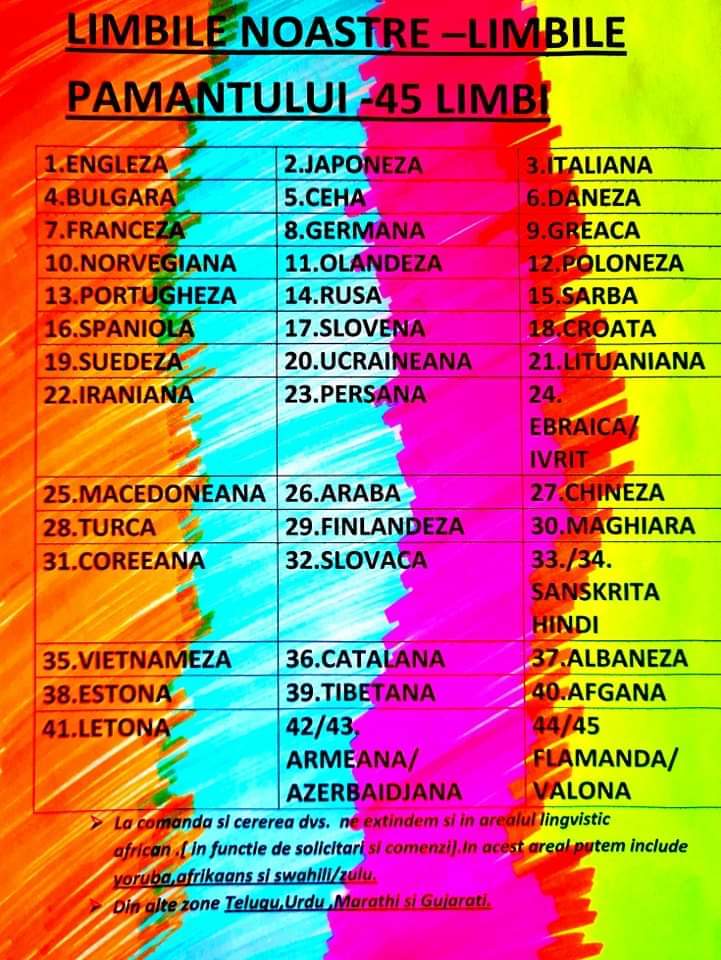 LIMBILE NOASTRE –LIMBILE
PAMANTULUI -45 LIMBI
1.ENGLEZA 2.JAPONEZA 3.ITALIANA
4.BULGARA 5.CEHA 6.DANEZA
7.FRANCEZA 8.GERMANA 9.GREACA
10.NORVEGIANA 11.OLANDEZA 12.POLONEZA
13.PORTUGHEZA 14.RUSA 15.SARBA
16.SPANIOLA 17.SLOVENA 18.CROATA
19.SUEDEZA 20.UCRAINEANA 21.LITUANIANA
22.IRANIANA 23.PERSANA 24.
EBRAICA/
IVRIT
25.MACEDONEANA 26.ARABA 27.CHINEZA
28.TURCA 29.FINLANDEZA 30.MAGHIARA
31.COREEANA 32.SLOVACA 33./34.
SANSKRITA
HINDI
35.VIETNAMEZA 36.CATALANA 37.ALBANEZA
38.ESTONA 39.TIBETANA 40.AFGANA
41.LETONA 42/43. 44/45
ARMEANA/ FLAMANDA/
AZERBAIDJANA VALONA
➢ La comanda si cererea dvs. ne extindem si in arealul lingvistic
african .[ in functie de solicitari si comenzi].In acest areal putem include
yoruba,afrikaans si swahili/zulu.
➢ Din alte zone Telugu,Urdu ,Marathi si Gujarati.